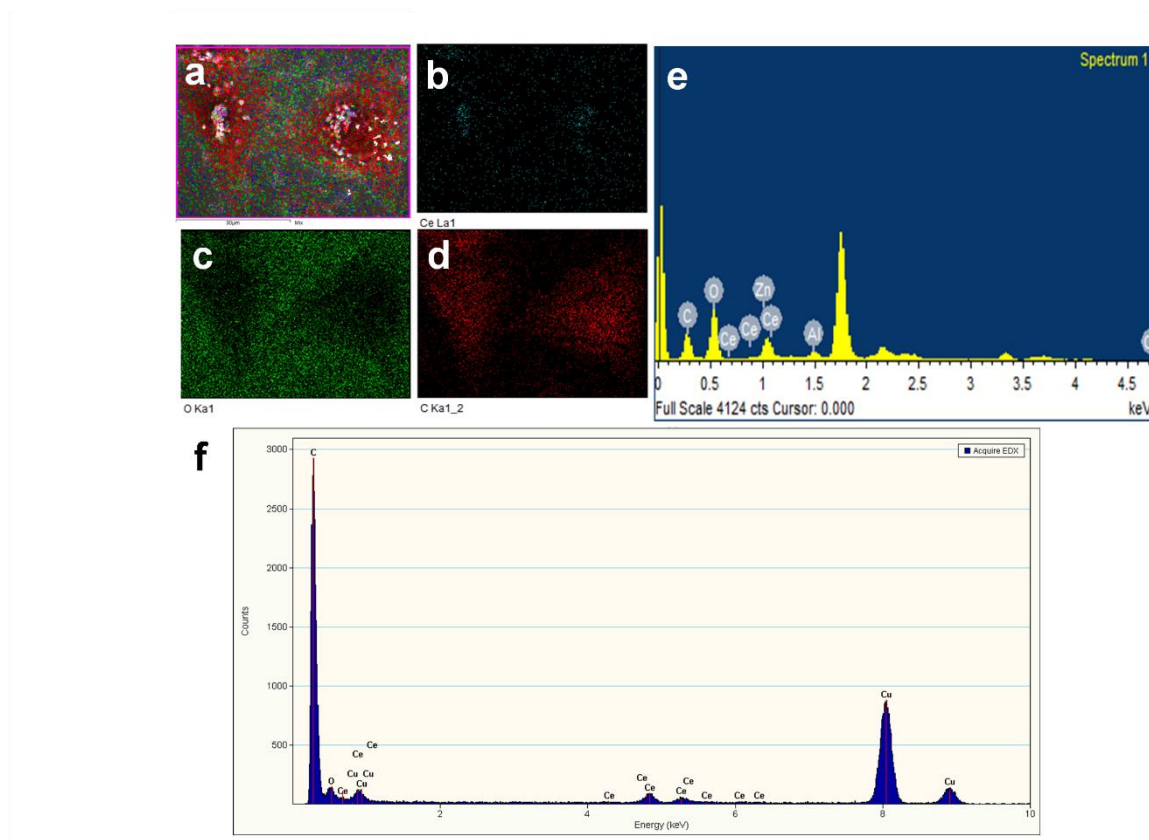 a
30µm Mix
b
Ce La1
c
O Ka1
d
C Ka1_2
e
Spectrum 1
C
O
Ce
Ce
Zn
Ce
Al
0 0.5 1 1.5 2 2.5 3 3.5 4 4.5
Full Scale 4124 cts Cursor: 0.000 keV
f
Acquire EDX
Counts
3000
2500
2000
1500
1000
500
C
O
Ce
Ce
Ce
Cu Cu
Cu
Ce
Ce
Ce
Ce
Ce
Ce
Ce
Ce
Cu
Cu
2 4 6 8 10
Energy (keV)